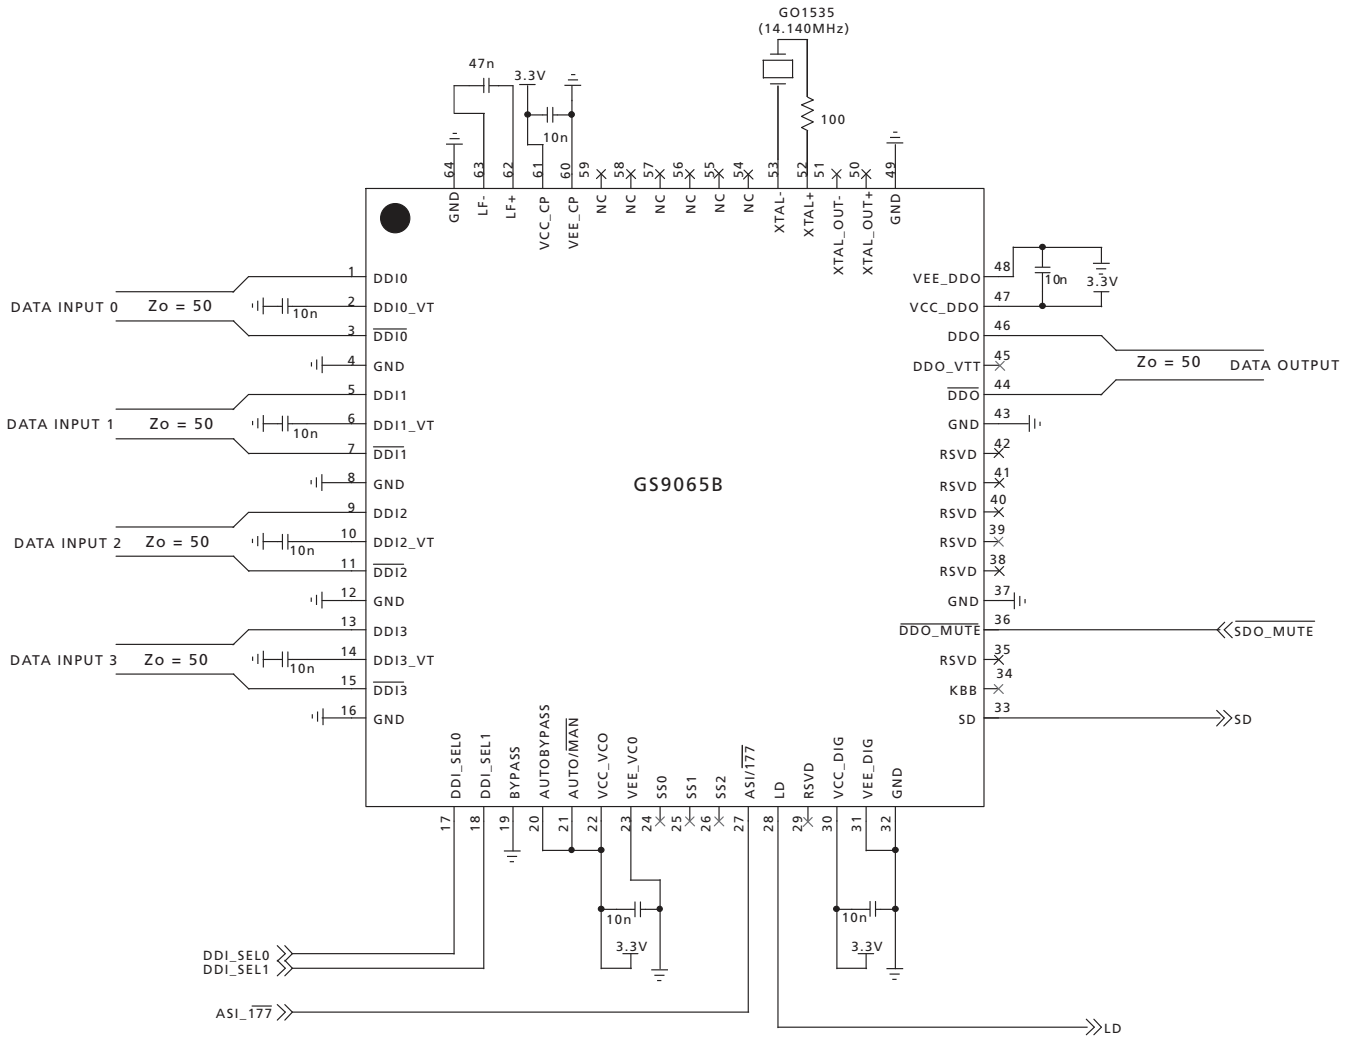 GO1535
(14.140MHz)
47n
3.3V
10n
100
64
63
62
61
60
59
58
57
56
55
54
53
52
51
50
49
GND
LF-
LF+
VCC_CP
VEE_CP
NC
NC
NC
NC
NC
NC
XTAL-
XTAL+
XTAL_OUT-
XTAL_OUT+
GND
1 DDI0
DATA INPUT 0 Zo = 50
10n
2 DDI0_VT
3 DDI0
4 GND
5 DDI1
DATA INPUT 1 Zo = 50
10n
6 DDI1_VT
7 DDI1
8 GND
9 DDI2
DATA INPUT 2 Zo = 50
10n
10 DDI2_VT
11 DDI2
12 GND
13 DDI3
DATA INPUT 3 Zo = 50
10n
14 DDI3_VT
15 DDI3
16 GND
GS9065B
VEE_DDO 48
10n
3.3V
VCC_DDO 47
DDO 46
DDO_VTT 45
Zo = 50 DATA OUTPUT
DDO 44
GND 43
RSVD 42
RSVD 41
RSVD 40
RSVD 39
RSVD 38
GND 37
DDO_MUTE 36
SDO_MUTE
RSVD 35
KBB 34
SD 33
SD
DDI_SEL0
DDI_SEL1
BYPASS
AUTOBYPASS
AUTO/MAN
VCC_VCO
VEE_VC0
SS0
SS1
SS2
ASI/177
LD
RSVD
VCC_DIG
VEE_DIG
GND
17
18
19
20
21
22
23
24
25
26
27
28
29
30
31
32
10n
3.3V
10n
3.3V
DDI_SEL0
DDI_SEL1
ASI_177
LD